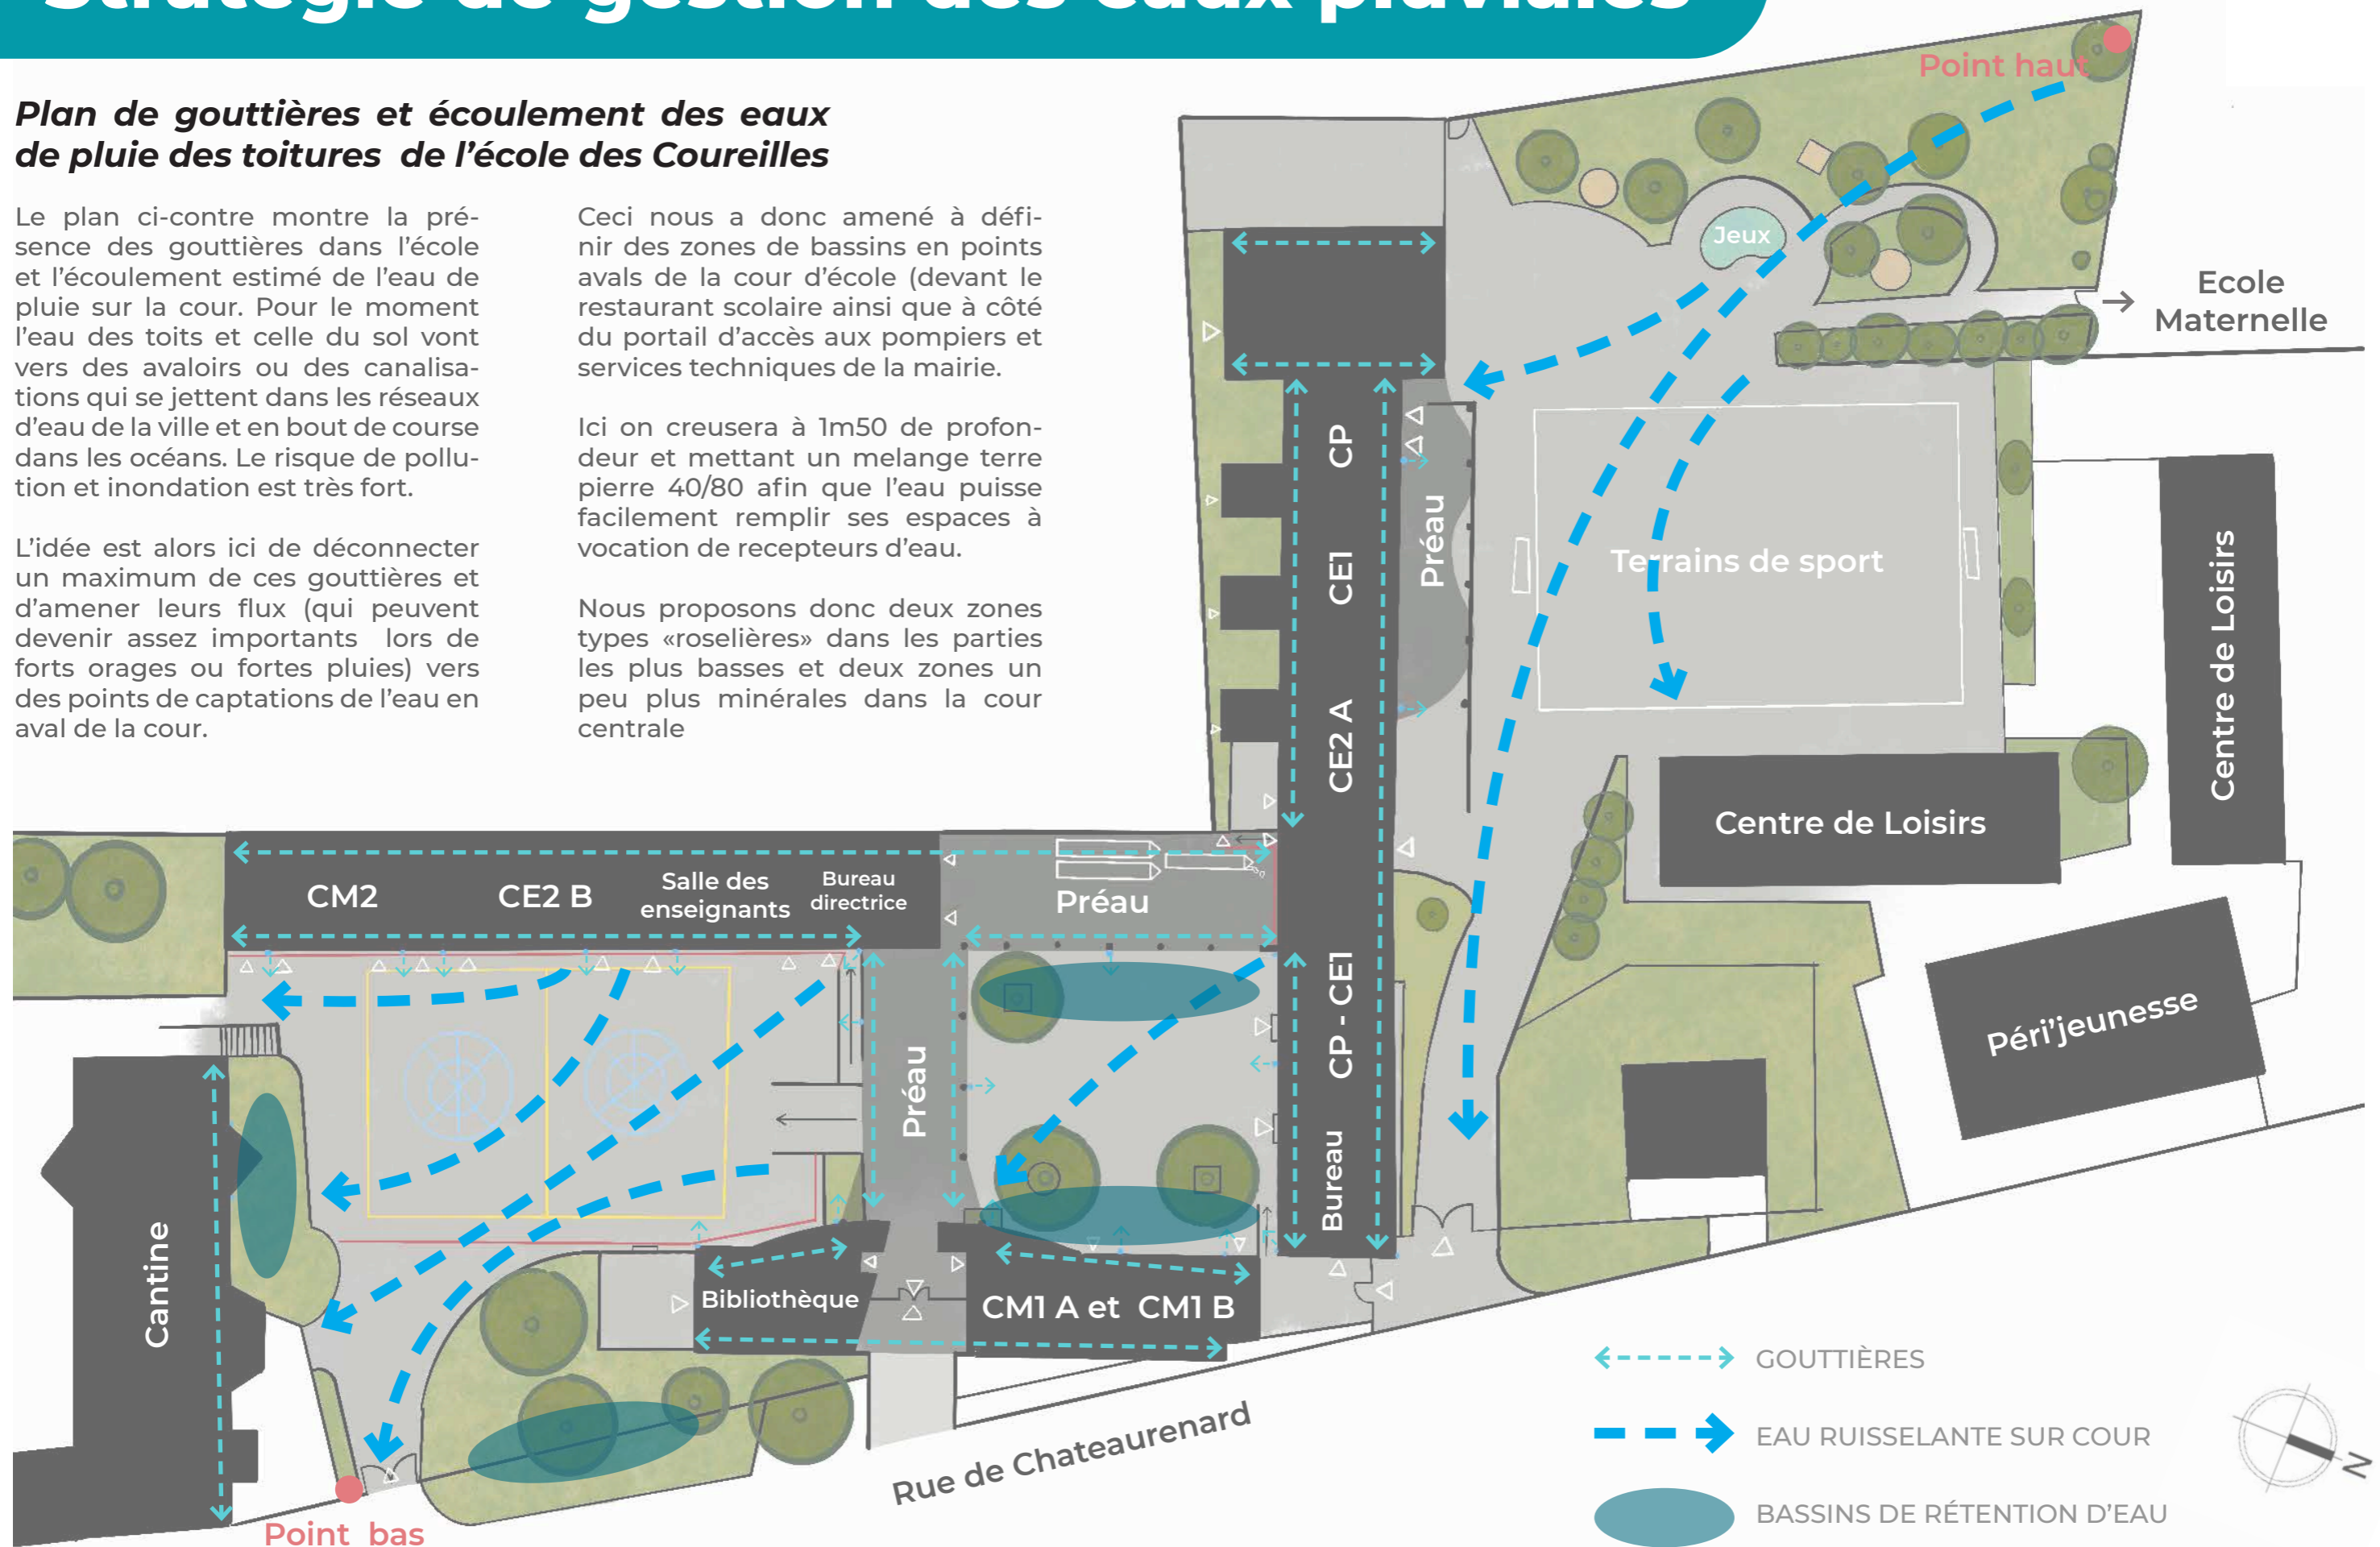 Stratégie de gestion des eaux pluviales
Plan de gouttières et écoulement des eaux
de pluie des toitures de l'école des Coureilles
Le plan ci-contre montre la pré-
sence des gouttières dans l'école
et l'écoulement estimé de l'eau de
pluie sur la cour. Pour le moment
l'eau des toits et celle du sol vont
vers des avaloirs ou des canalisa-
tions qui se jettent dans les réseaux
d'eau de la ville et en bout de course
dans les océans. Le risque de pollu-
tion et inondation est très fort.
L'idée est alors ici de déconnecter
un maximum de ces gouttières et
d'amener leurs flux (qui peuvent
devenir assez importants lors de
forts orages ou fortes pluies) vers
des points de captations de l'eau en
aval de la cour.
Ceci nous a donc amené à défi-
nir des zones de bassins en points
avals de la cour d'école (devant le
restaurant scolaire ainsi que à côté
du portail d'accès aux pompiers et
services techniques de la mairie.
Ici on creusera à 1m50 de profon-
deur et mettant un melange terre
pierre 40/80 afin que l'eau puisse
facilement remplir ses espaces à
vocation de recepteurs d'eau.
Nous proposons donc deux zones
types «roselières» dans les parties
les plus basses et deux zones un
peu plus minérales dans la cour
centrale
Point haut
Jeux
Ecole
Maternelle
CP
CE1
CE2 A
Préau
Terrains de sport
Centre de Loisirs
Centre de Loisirs
Péri'jeunesse
CM2
CE2 B
Salle des
enseignants
Bureau
directrice
Préau
CP - CE1
Bureau
Préau
Cantine
Bibliothèque
CM1 A et CM1 B
Rue de Chateaurenard
Point bas
GOUTTIÈRES
EAU RUISSELANTE SUR COUR
BASSINS DE RÉTENTION D'EAU
N